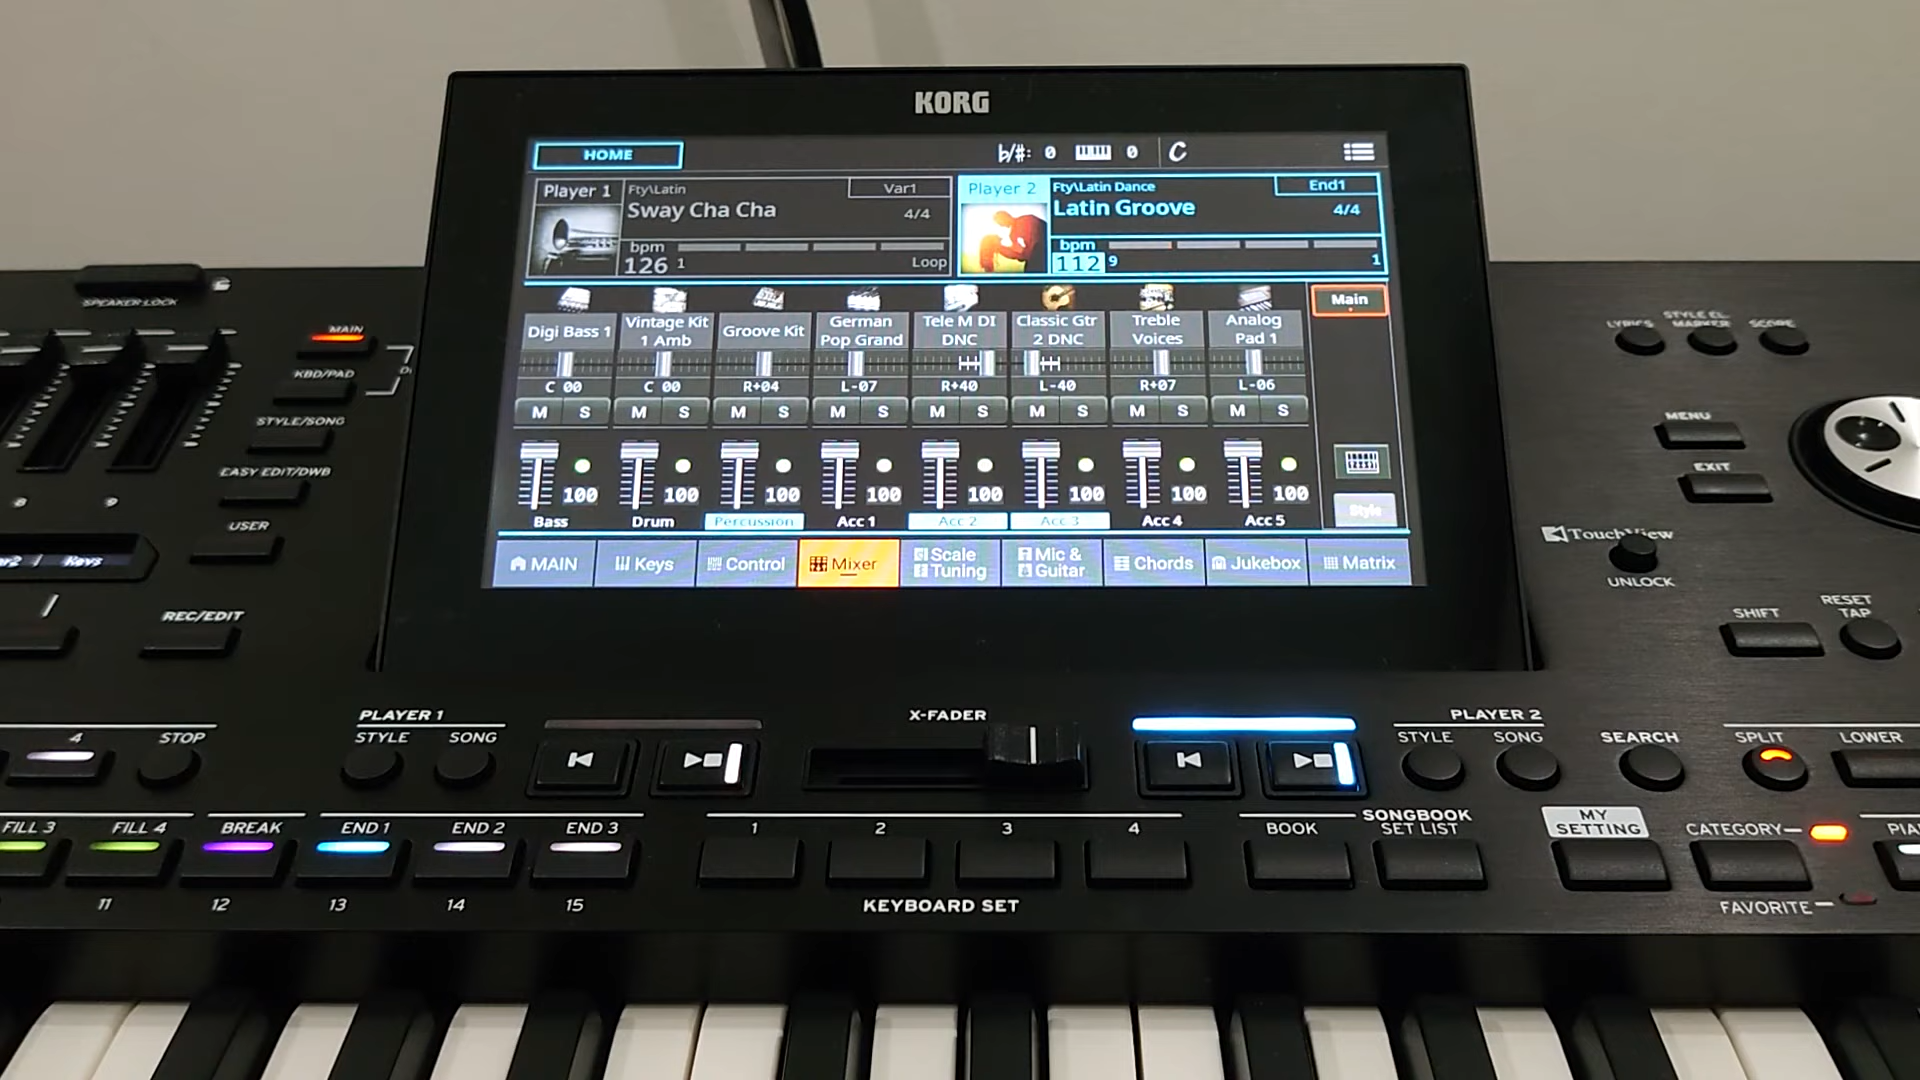 KORG
HOME
b/#: 0 0 C
Player 1
Fty\Latin
Var1
Sway Cha Cha
4/4
bpm
126 1
Loop
Player 2
Fty\Latin Dance
End1
Latin Groove
4/4
bpm
112 9
1
Digi Bass 1
Vintage Kit
1 Amb
Groove Kit
German
Pop Grand
Tele M DI
DNC
Classic Gtr
2 DNC
Treble
Voices
Analog
Pad 1
Main
C 00 C 00 R+04 L-07 R+40 L-40 R+07 L-06
M S M S M S M S M S M S M S M S
100 100 100 100 100 100 100 100
Bass Drum Percussion Acc 1 Acc 2 Acc 3 Acc 4 Acc 5
Style
MAIN Keys Control Mixer
Scale
Tuning
Mic &
Guitar
Chords Jukebox Matrix
SPEAKER LOCK
MAIN
KBD/PAD
STYLE/SONG
EASY EDIT/DWB
USER
Keys
REC/EDIT
LYRICS
STYLE EL.
MARKER
SCORE
MENU
EXIT
TouchView
UNLOCK
SHIFT
RESET
TAP
4 STOP
PLAYER 1
STYLE SONG
X-FADER
PLAYER 2
STYLE SONG
SEARCH
SPLIT
LOWER
FILL 3 FILL 4 BREAK END 1 END 2 END 3
11 12 13 14 15
1 2 3 4
KEYBOARD SET
BOOK
SONGBOOK
SET LIST
MY
SETTING
CATEGORY
FAVORITE